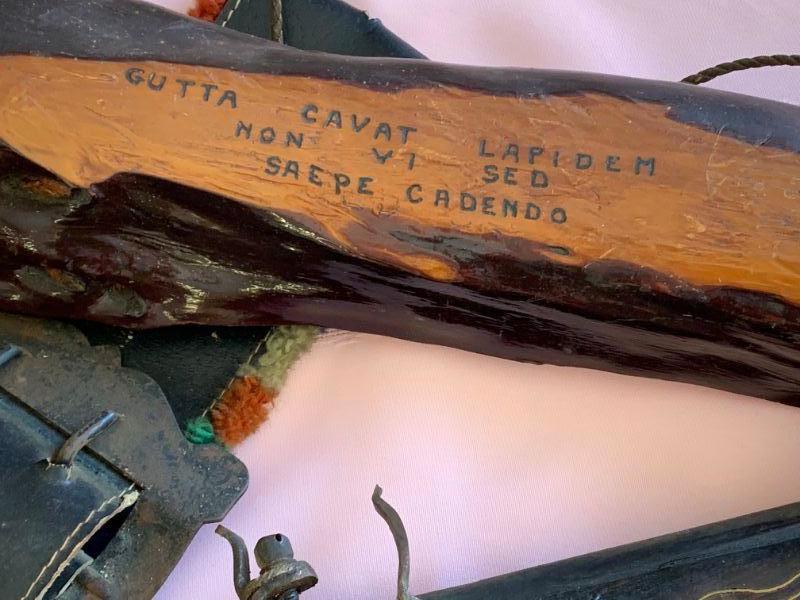 GUTTA CAVAT LAPIDEM
NON VI SED
SAEPE CADENDO